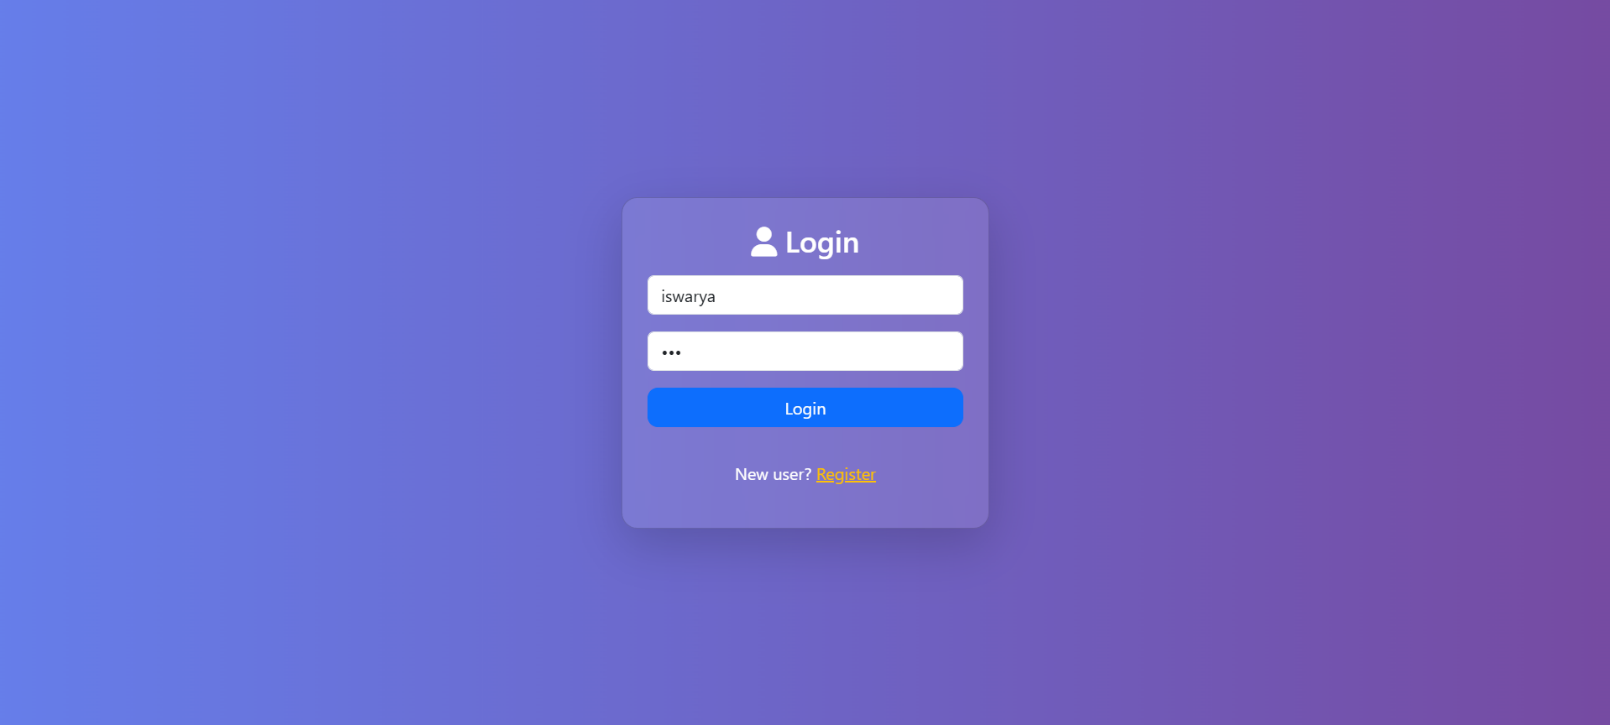 Login
iswarya
•••
Login
New user? Register